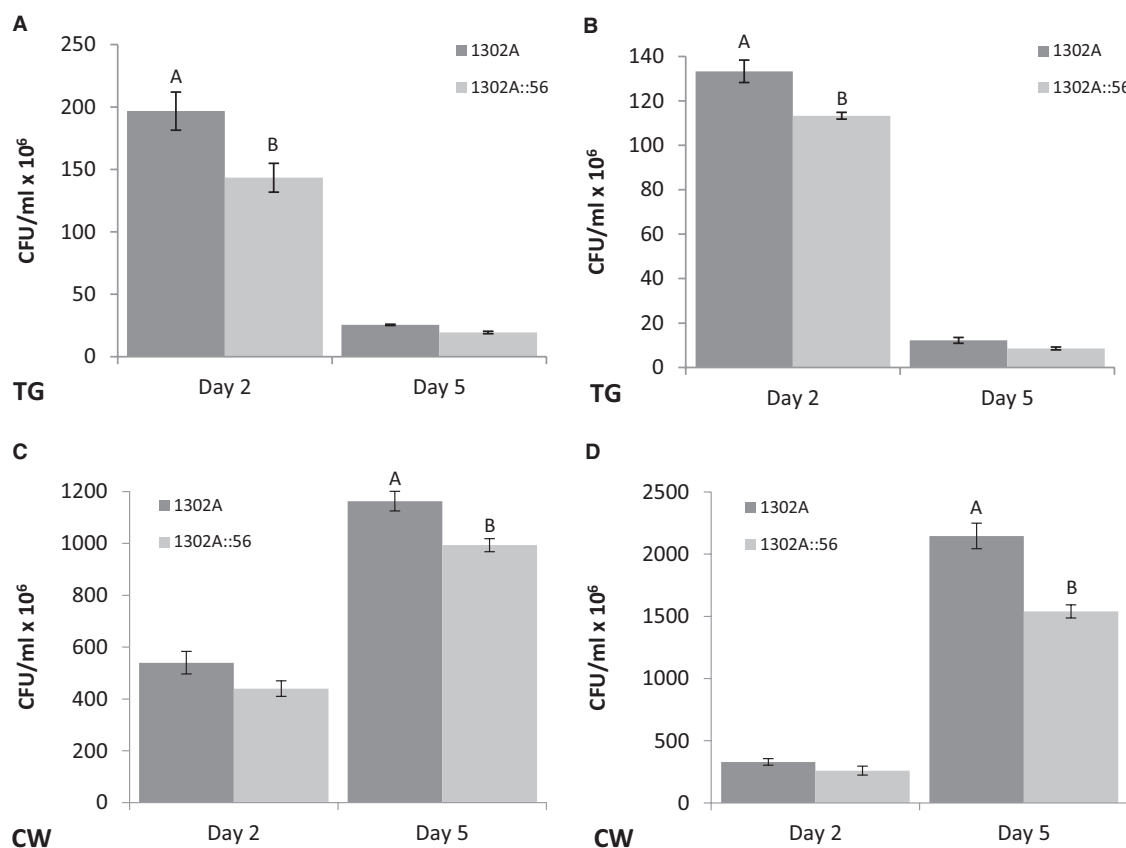 A
250
200
150
100
50
0
CFU/ml x 10⁶
A
B
1302A
1302A::56
Day 2
Day 5
TG
B
140
120
100
80
60
40
20
0
CFU/ml x 10⁶
A
B
1302A
1302A::56
Day 2
Day 5
TG
C
1200
1000
800
600
400
200
0
CFU/ml x 10⁶
1302A
1302A::56
A
B
Day 2
Day 5
CW
D
2500
2000
1500
1000
500
0
CFU/ml x 10⁶
1302A
1302A::56
A
B
Day 2
Day 5
CW